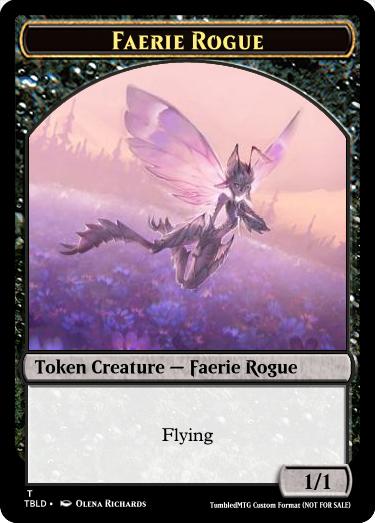 Faerie Rogue
Token Creature — Faerie Rogue
Flying
1/1
T
TBLD • Olena Richards
TumbledMTG Custom Format (NOT FOR SALE)